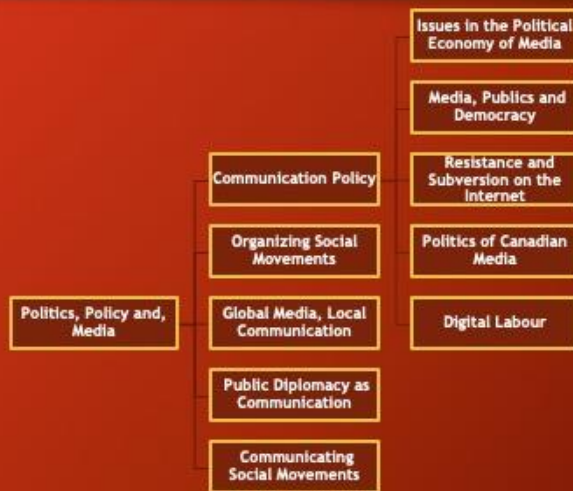 Politics, Policy and,
Media
Communication Policy
Organizing Social
Movements
Global Media, Local
Communication
Public Diplomacy as
Communication
Communicating
Social Movements
Issues in the Political
Economy of Media
Media, Publics and
Democracy
Resistance and
Subversion on the
Internet
Politics of Canadian
Media
Digital Labour